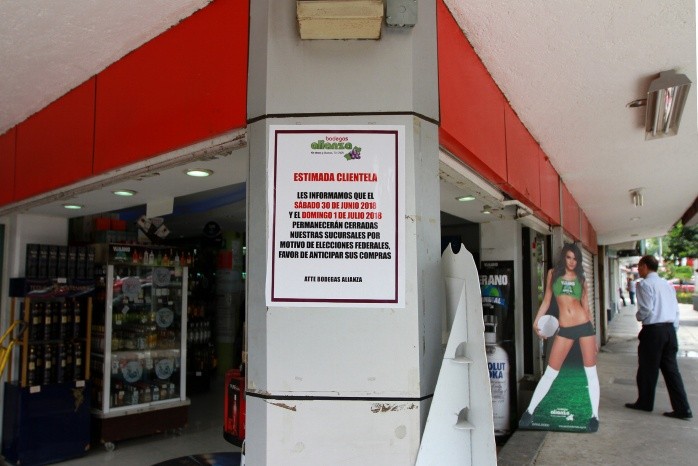 bodegas
alianza
ESTIMADA CLIENTELA
LES INFORMAMOS QUE EL
SÁBADO 30 DE JUNIO 2018
Y EL DOMINGO 1 DE JULIO 2018
PERMANECERÁN CERRADAS
NUESTRAS SUCURSALES POR
MOTIVO DE ELECCIONES FEDERALES,
FAVOR DE ANTICIPAR SUS COMPRAS
ATTE BODEGAS ALIANZA
alianza